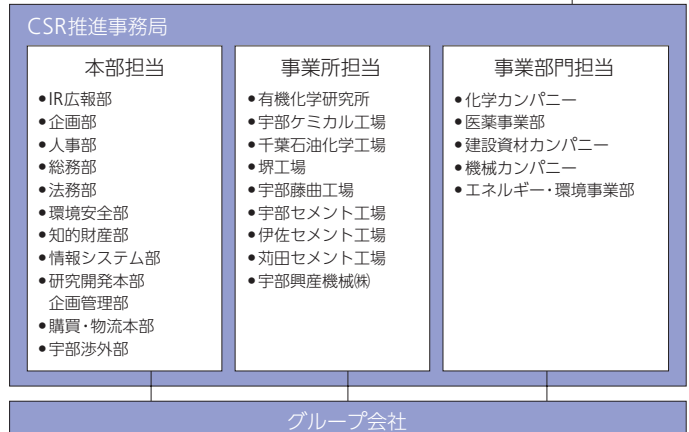 CSR推進事務局
本部担当
●IR広報部
●企画部
●人事部
●総務部
●法務部
●環境安全部
●知的財産部
●情報システム部
●研究開発本部
企画管理部
●購買・物流本部
●宇部渉外部
事業所担当
●有機化学研究所
●宇部ケミカル工場
●千葉石油化学工場
●堺工場
●宇部藤曲工場
●宇部セメント工場
●伊佐セメント工場
●苅田セメント工場
●宇部興産機械㈱
事業部門担当
●化学カンパニー
●医薬事業部
●建設資材カンパニー
●機械カンパニー
●エネルギー・環境事業部
グループ会社